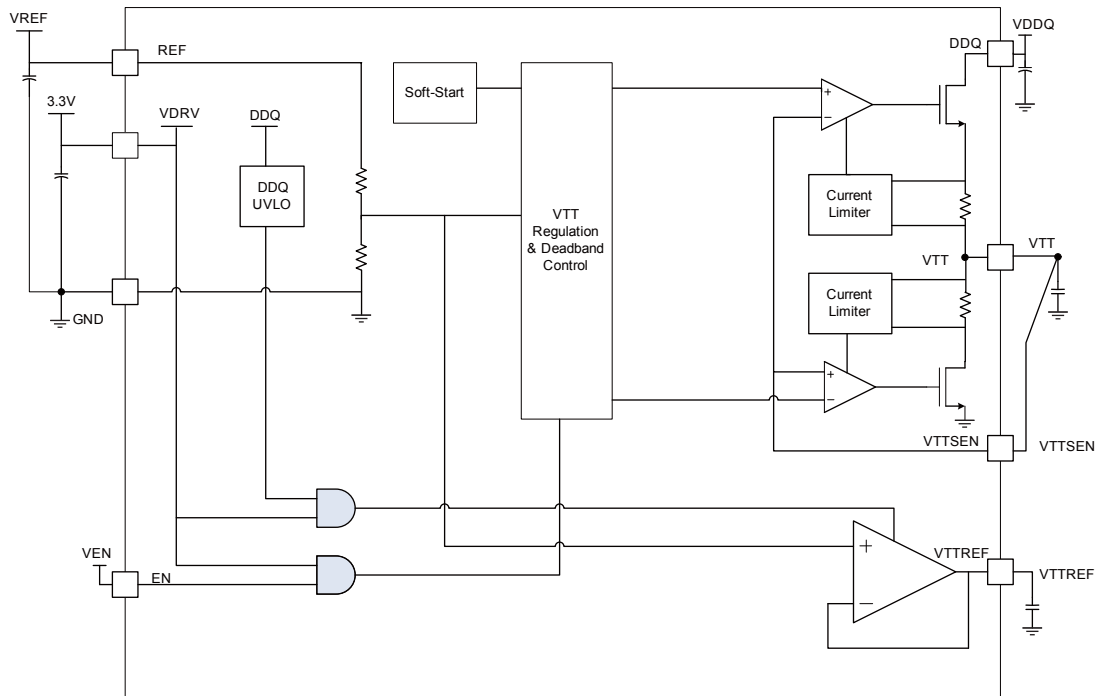 VREF
REF
3.3V
VDRV
DDQ
DDQ
UVLO
Soft-Start
VTT
Regulation
& Deadband
Control
VDDQ
DDQ
+
−
Current
Limiter
VTT
VTT
Current
Limiter
+
−
GND
VTTSEN
VTTSEN
VEN
EN
+
−
VTTREF
VTTREF